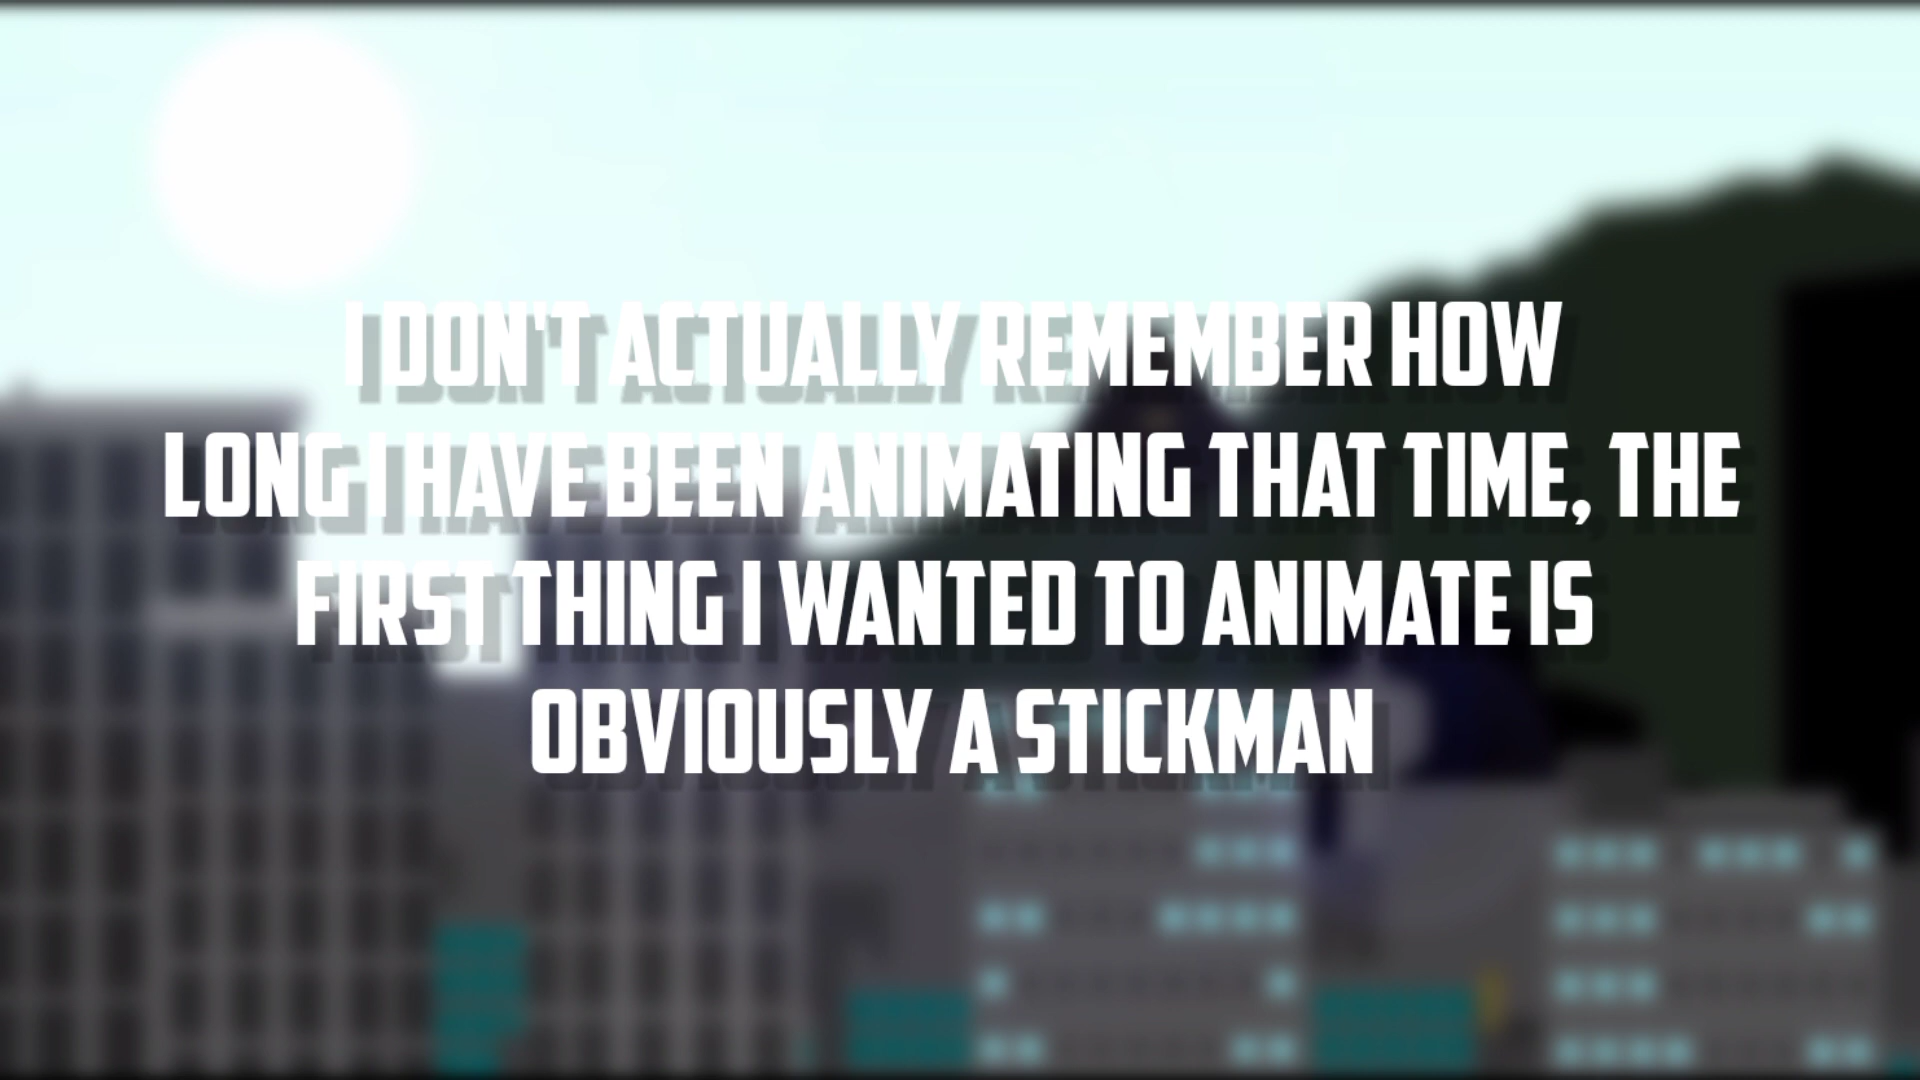 I DON'T ACTUALLY REMEMBER HOW
LONG I HAVE BEEN ANIMATING THAT TIME, THE
FIRST THING I WANTED TO ANIMATE IS
OBVIOUSLY A STICKMAN